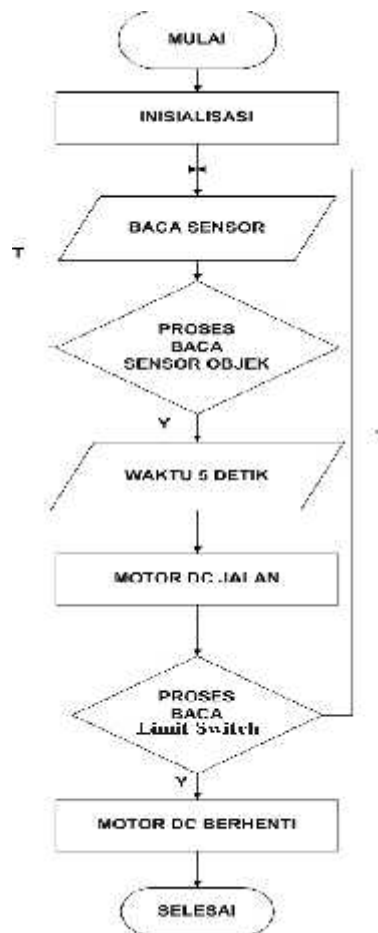 MULAI
INISIALISASI
BACA SENSOR
T
PROSES
BACA
SENSOR OBJEK
Y
WAKTU 5 DETIK
MOTOR DC JALAN
PROSES
BACA
Limit Switch
Y
MOTOR DC BERHENTI
SELESAI